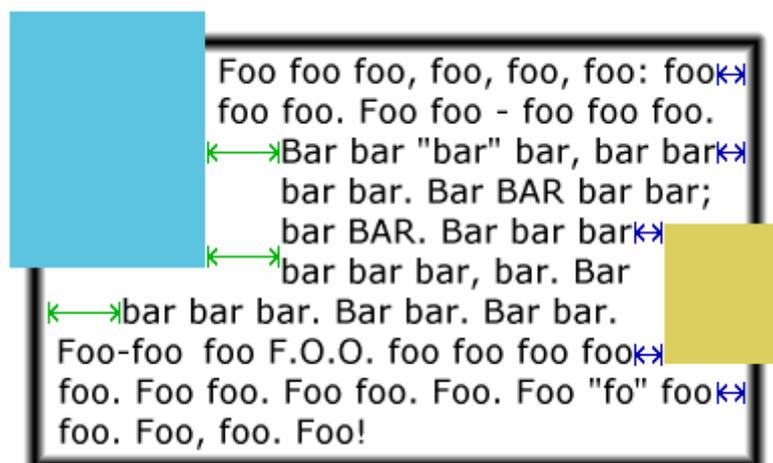 Foo foo foo, foo, foo, foo: foo
foo foo. Foo foo - foo foo foo.
Bar bar "bar" bar, bar bar
bar bar. Bar BAR bar bar;
bar BAR. Bar bar bar
bar bar bar, bar. Bar
bar bar bar. Bar bar. Bar bar.
Foo-foo foo F.O.O. foo foo foo foo
foo. Foo foo. Foo foo. Foo. Foo "fo" foo
foo. Foo, foo. Foo!